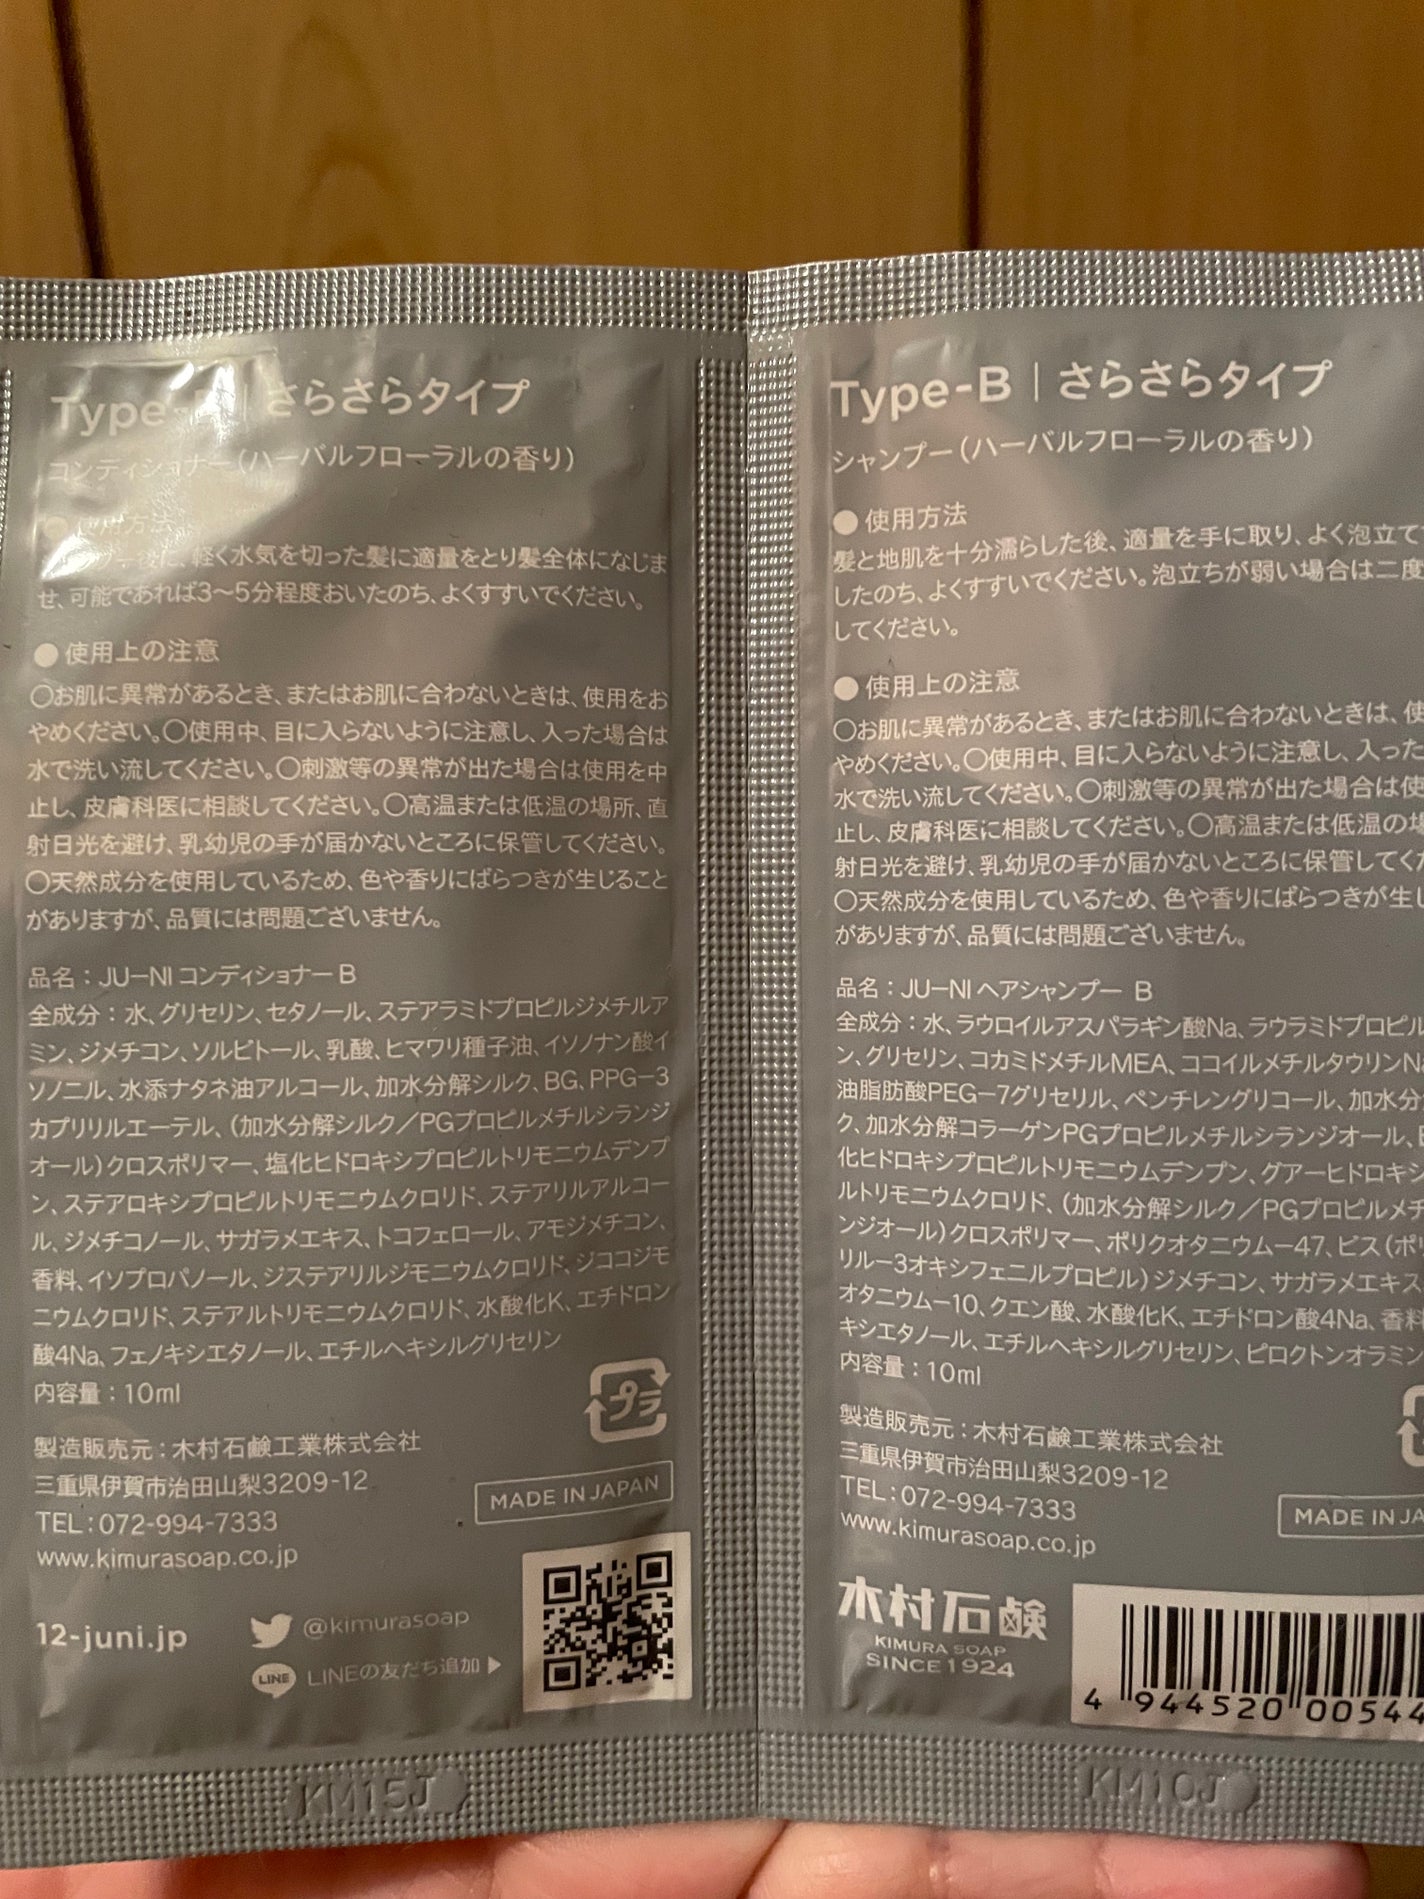 Type- | さらさらタイプ
コンディショナー(ハーバルフローラルの香り)
●使用方法
後に、軽く水気を切った髪に適量をとり髪全体になじま
せ、可能であれば3〜5分程度おいたのち、よくすすいでください。
●使用上の注意
○お肌に異常があるとき、またはお肌に合わないときは、使用をお
やめください。○使用中、目に入らないように注意し、入った場合は
水で洗い流してください。○刺激等の異常が出た場合は使用を中
止し、皮膚科医に相談してください。○高温または低温の場所、直
射日光を避け、乳幼児の手が届かないところに保管してください。
○天然成分を使用しているため、色や香りにばらつきが生じること
がありますが、品質には問題ございません。
品名：JU-NI コンディショナー B
全成分：水、グリセリン、セタノール、ステアラミドプロピルジメチルア
ミン、ジメチコン、ソルビトール、乳酸、ヒマワリ種子油、イソノナン酸イ
ソノニル、水添ナタネ油アルコール、加水分解シルク、BG、PPG-3
カプリリルエーテル、(加水分解シルク／PGプロピルメチルシランジ
オール)クロスポリマー、塩化ヒドロキシプロピルトリモニウムデンプ
ン、ステアロキシプロピルトリモニウムクロリド、ステアリルアルコー
ル、ジメチコノール、サガラメエキス、トコフェロール、アモジメチコン、
香料、イソプロパノール、ジステアリルジモニウムクロリド、ジココジモ
ニウムクロリド、ステアルトリモニウムクロリド、水酸化K、エチドロン
酸4Na、フェノキシエタノール、エチルヘキシルグリセリン
内容量：10ml
プラ
製造販売元：木村石鹸工業株式会社
三重県伊賀市治田山梨3209-12
TEL：072-994-7333
www.kimurasoap.co.jp
MADE IN JAPAN
12-juni.jp
@kimurasoap
LINE LINEの友だち追加▶
KM15J
Type-B | さらさらタイプ
シャンプー(ハーバルフローラルの香り)
●使用方法
髪と地肌を十分濡らした後、適量を手に取り、よく泡立て
したのち、よくすすいでください。泡立ちが弱い場合は二度
してください。
●使用上の注意
○お肌に異常があるとき、またはお肌に合わないときは、使
やめください。○使用中、目に入らないように注意し、入った
水で洗い流してください。○刺激等の異常が出た場合は使
止し、皮膚科医に相談してください。○高温または低温の場
射日光を避け、乳幼児の手が届かないところに保管してくだ
○天然成分を使用しているため、色や香りにばらつきが生じ
がありますが、品質には問題ございません。
品名：JU-NI ヘアシャンプー B
全成分：水、ラウロイルアスパラギン酸Na、ラウラミドプロピル
ン、グリセリン、コカミドメチルMEA、ココイルメチルタウリンN
油脂肪酸PEG-7グリセリル、ペンチレングリコール、加水分
ク、加水分解コラーゲンPGプロピルメチルシランジオール、
化ヒドロキシプロピルトリモニウムデンプン、グアーヒドロキシ
ルトリモニウムクロリド、(加水分解シルク／PGプロピルメチ
ンジオール)クロスポリマー、ポリクオタニウム-47、ビス(ポリ
リル-3オキシフェニルプロピル)ジメチコン、サガラメエキス
オタニウム-10、クエン酸、水酸化K、エチドロン酸4Na、香料
キシエタノール、エチルヘキシルグリセリン、ピロクトンオラミン
内容量：10ml
製造販売元：木村石鹸工業株式会社
三重県伊賀市治田山梨3209-12
TEL：072-994-7333
www.kimurasoap.co.jp
MADE IN JA
木村石鹸
KIMURA SOAP
SINCE 1924
4 944520 00544
KM10J